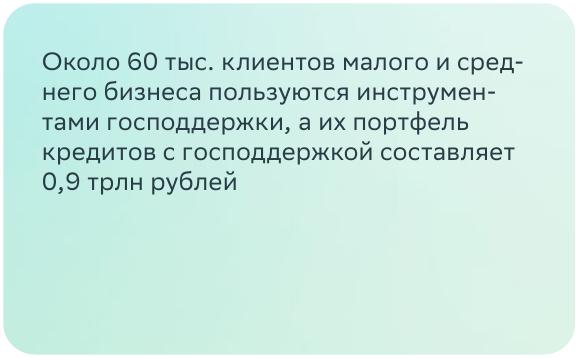 Около 60 тыс. клиентов малого и сред-
него бизнеса пользуются инструмен-
тами господдержки, а их портфель
кредитов с господдержкой составляет
0,9 трлн рублей